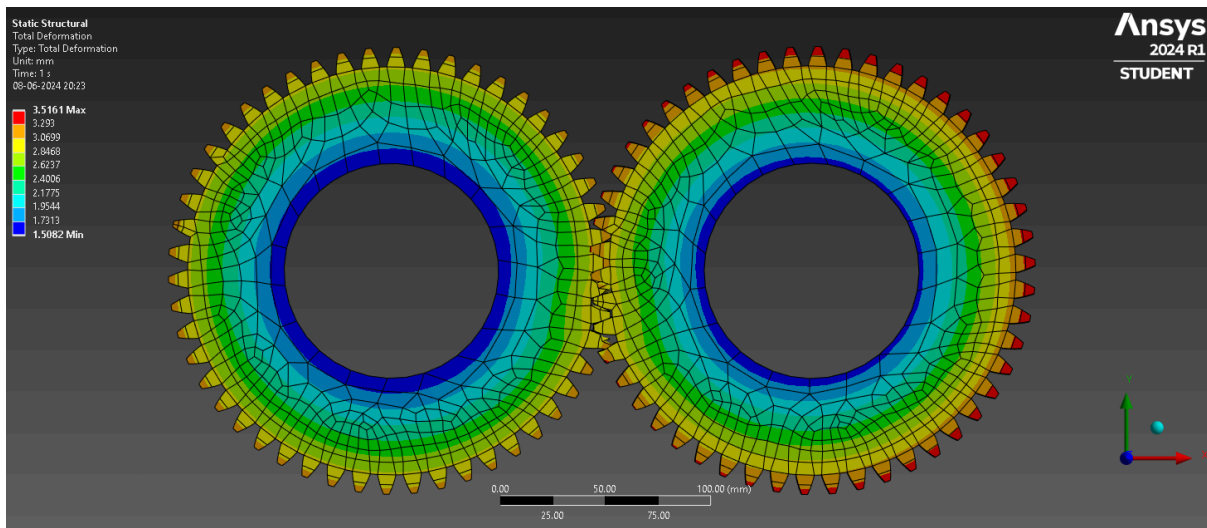 Static Structural
Total Deformation
Type: Total Deformation
Unit: mm
Time: 1 s
08-06-2024 20:23
3.5161 Max
3.293
3.0699
2.8468
2.6237
2.4006
2.1775
1.9544
1.7313
1.5082 Min
Ansys
2024 R1
STUDENT
0.00 50.00 100.00 (mm)
25.00 75.00
Y